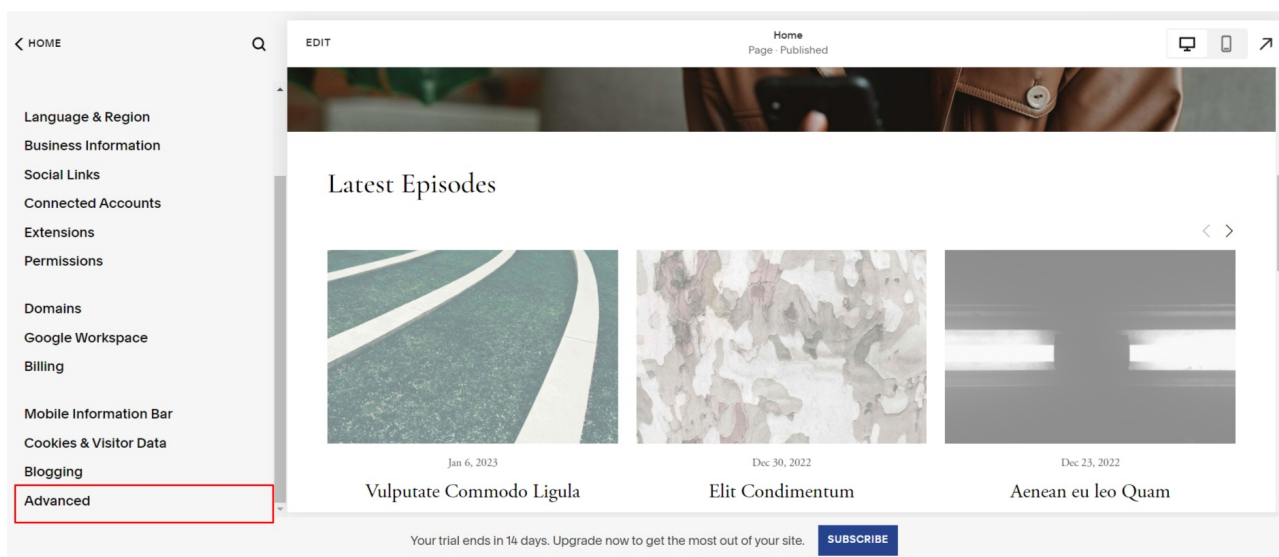 HOME
EDIT
Home
Page · Published
Language & Region
Business Information
Social Links
Connected Accounts
Extensions
Permissions
Domains
Google Workspace
Billing
Mobile Information Bar
Cookies & Visitor Data
Blogging
Advanced
Latest Episodes
Jan 6, 2023
Vulputate Commodo Ligula
Dec 30, 2022
Elit Condimentum
Dec 23, 2022
Aenean eu leo Quam
Your trial ends in 14 days. Upgrade now to get the most out of your site.
SUBSCRIBE